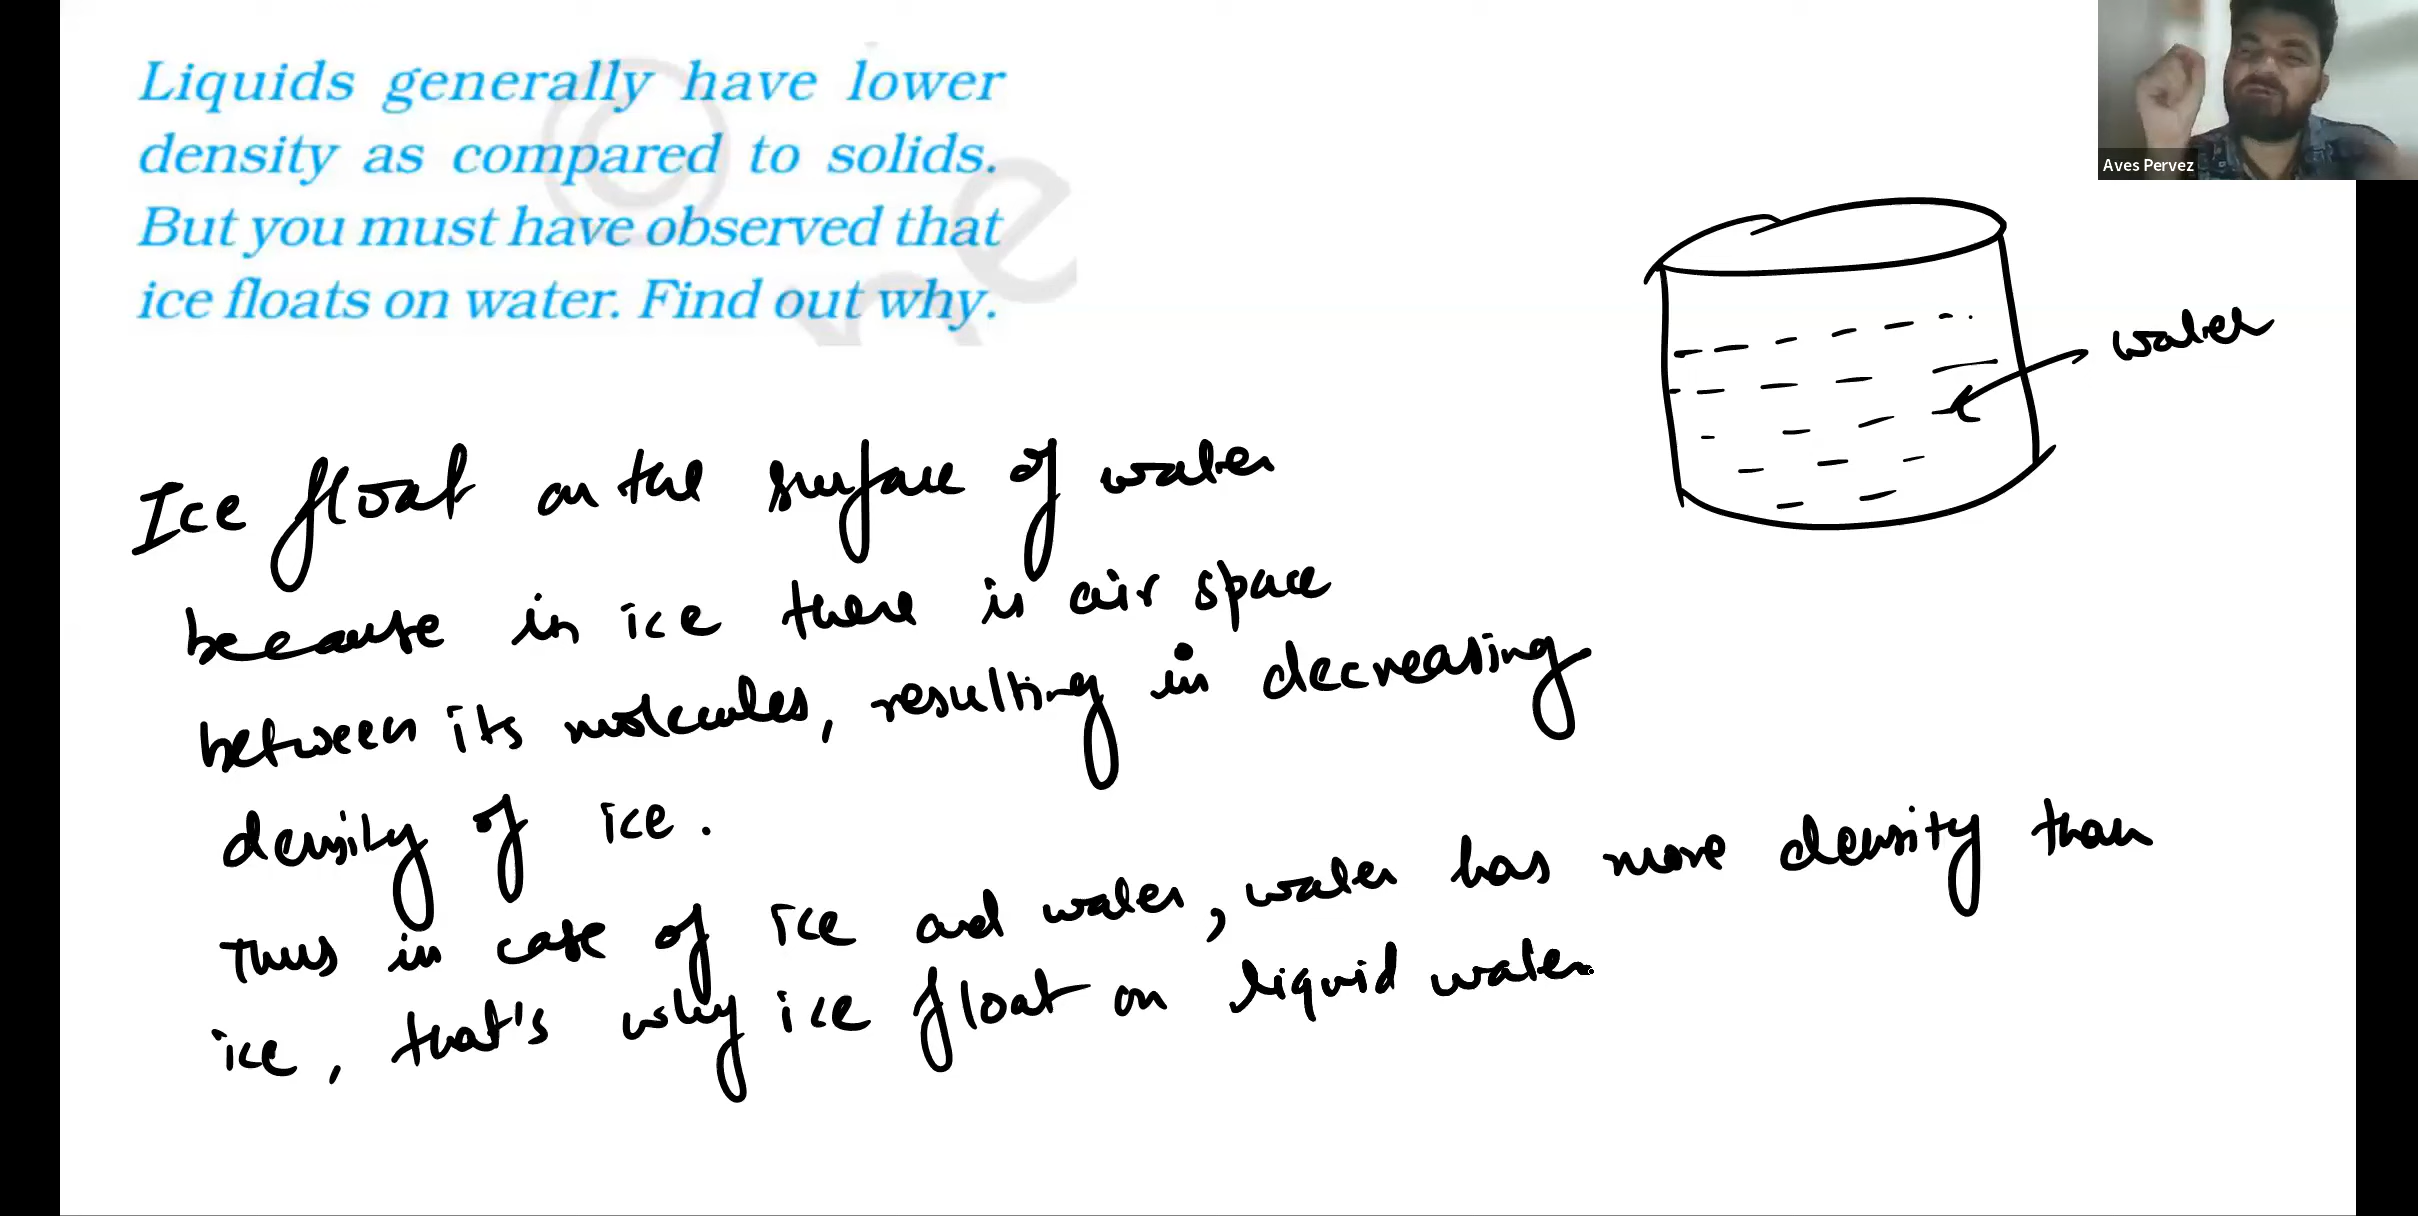 Liquids generally have lower
density as compared to solids.
But you must have observed that
ice floats on water. Find out why.
Aves Pervez
water
Ice float on the surface of water
because in ice there is air space
between its molecules, resulting in decreasing
density of ice.
Thus in case of ice and water, water has more density than
ice, that's why ice float on liquid water.